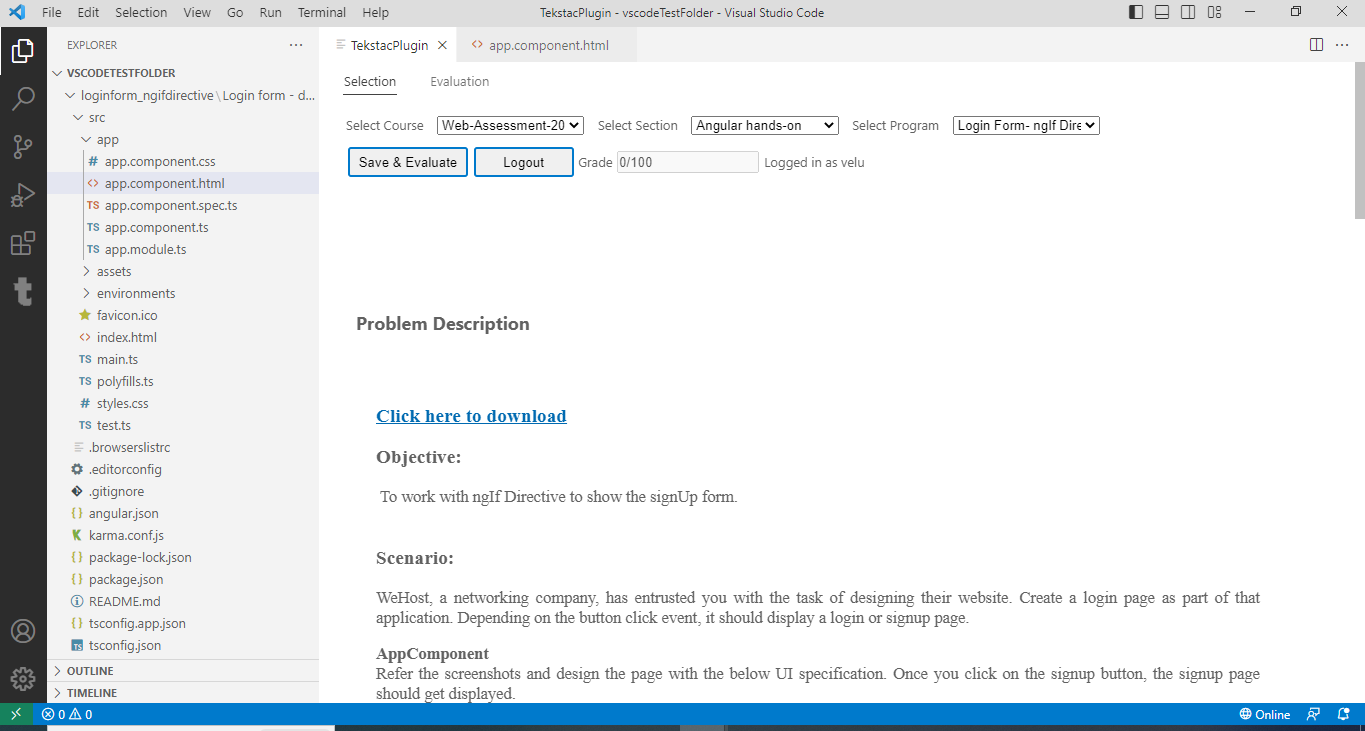 File Edit Selection View Go Run Terminal Help
TekstacPlugin - vscodeTestFolder - Visual Studio Code
EXPLORER ...
VSCODETESTFOLDER
loginform_ngifdirective\Login form - d...
src
app
# app.component.css
<> app.component.html
TS app.component.spec.ts
TS app.component.ts
TS app.module.ts
assets
environments
favicon.ico
<> index.html
TS main.ts
TS polyfills.ts
# styles.css
TS test.ts
.browserslistrc
.editorconfig
.gitignore
{} angular.json
karma.conf.js
{} package-lock.json
{} package.json
README.md
{} tsconfig.app.json
TS tsconfig.json
OUTLINE
TIMELINE
TekstacPlugin
<> app.component.html
Selection Evaluation
Select Course Web-Assessment-20 Select Section Angular hands-on Select Program Login Form- ngIf Dire
Save & Evaluate Logout Grade 0/100 Logged in as velu
Problem Description
Click here to download
Objective:
To work with ngIf Directive to show the signUp form.
Scenario:
WeHost, a networking company, has entrusted you with the task of designing their website. Create a login page as part of that
application. Depending on the button click event, it should display a login or signup page.
AppComponent
Refer the screenshots and design the page with the below UI specification. Once you click on the signup button, the signup page
should get displayed.
0 0
Online